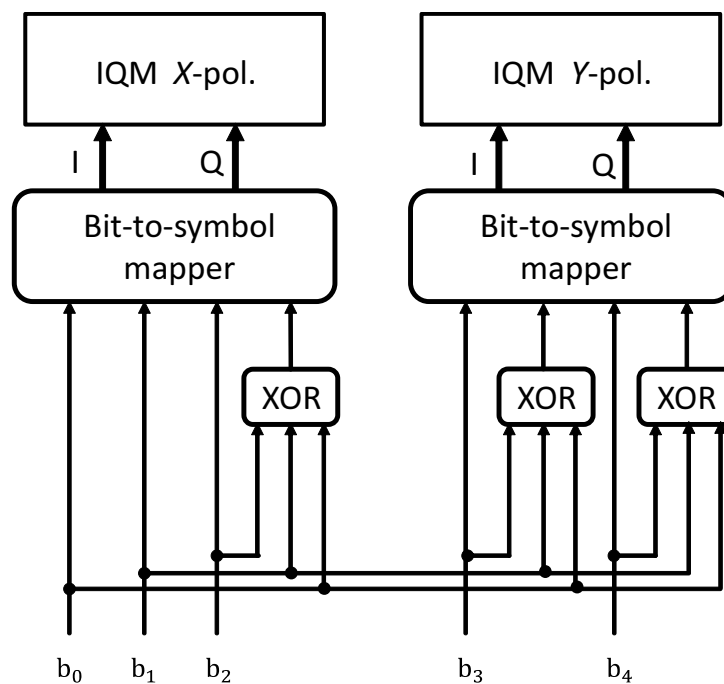 IQM X-pol.
IQM Y-pol.
I
Q
I
Q
Bit-to-symbol
mapper
Bit-to-symbol
mapper
XOR
XOR
XOR
b₀
b₁
b₂
b₃
b₄